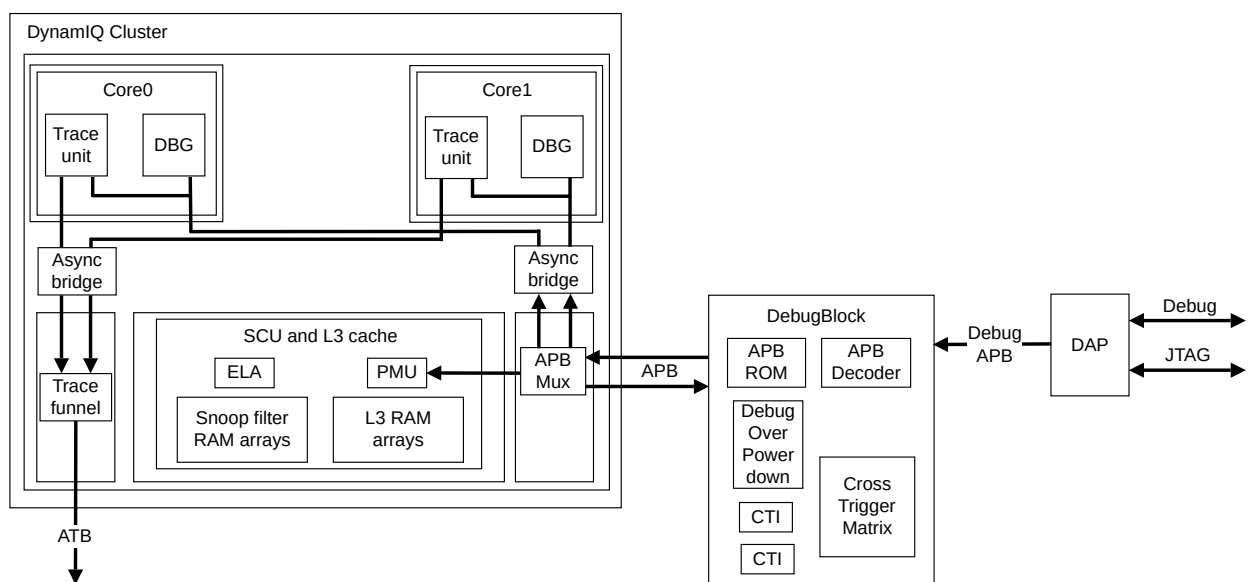 DynamIQ Cluster
Core0
Trace
unit
DBG
Core1
Trace
unit
DBG
Async
bridge
Async
bridge
SCU and L3 cache
ELA
PMU
Snoop filter
RAM arrays
L3 RAM
arrays
Trace
funnel
APB
Mux
ATB
APB
DebugBlock
APB
ROM
APB
Decoder
Debug
Over
Power
down
Cross
Trigger
Matrix
CTI
CTI
Debug
APB
DAP
Debug
JTAG